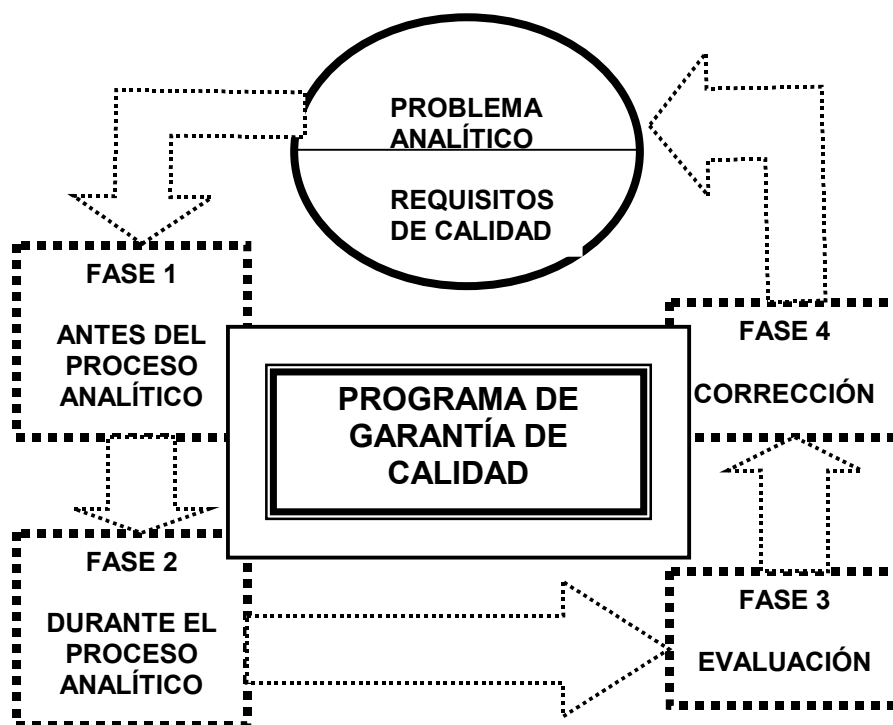 PROBLEMA
ANALÍTICO
REQUISITOS
DE CALIDAD
FASE 1
ANTES DEL
PROCESO
ANALÍTICO
PROGRAMA DE
GARANTÍA DE
CALIDAD
FASE 4
CORRECCIÓN
FASE 2
DURANTE EL
PROCESO
ANALÍTICO
FASE 3
EVALUACIÓN